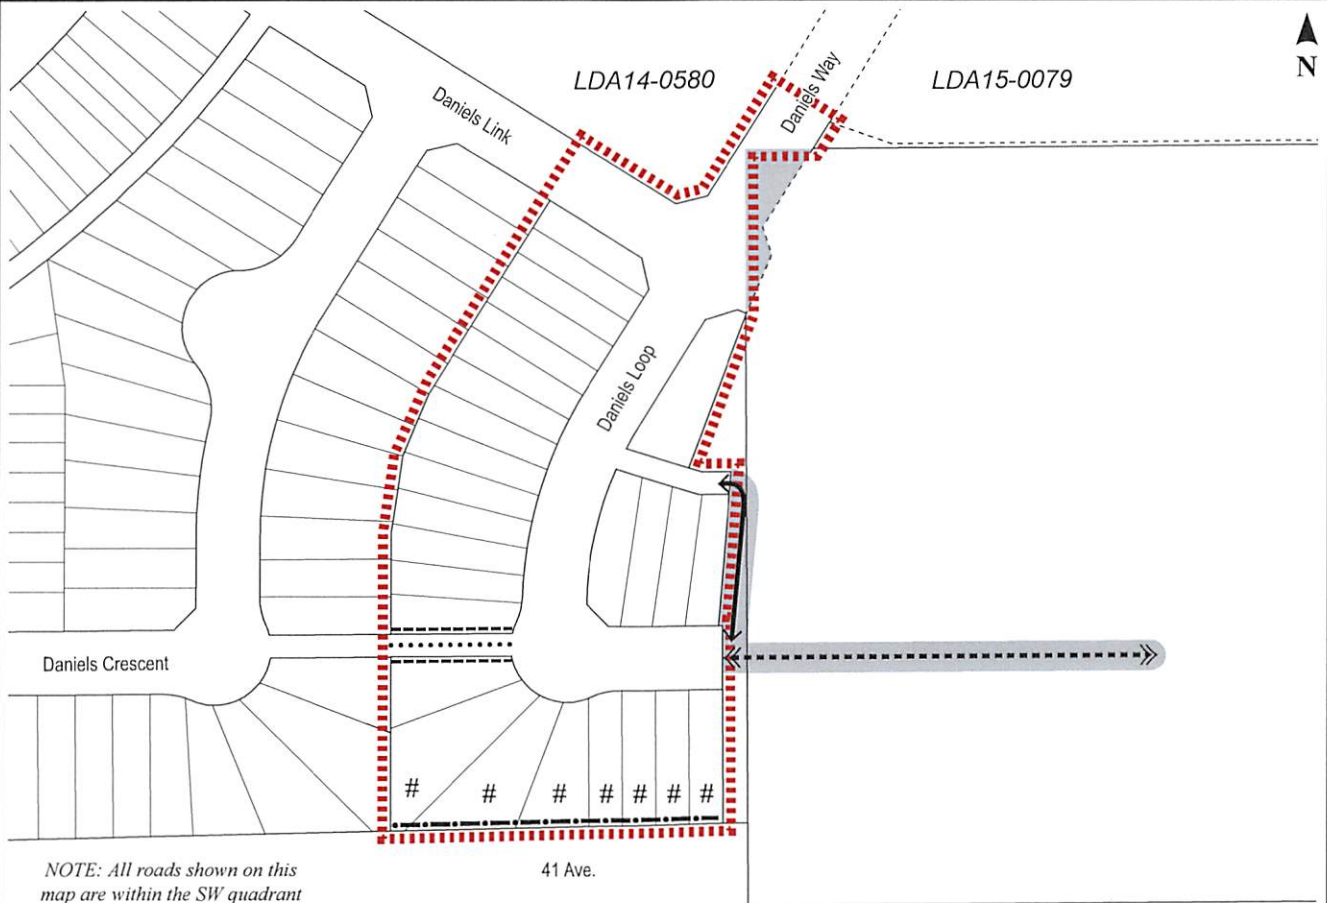 LDA14-0580
Daniels Way
LDA15-0079
N
Daniels Link
Daniels Loop
Daniels Crescent
# # # # # # #
NOTE: All roads shown on this
map are within the SW quadrant
41 Ave.